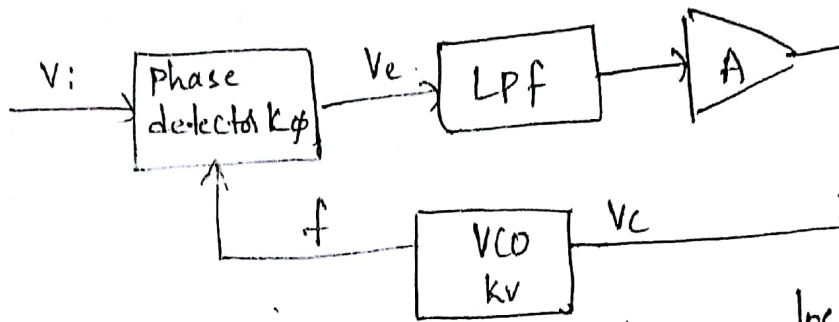 Vi
phase
detector Kφ
Ve
LPf
A
f
VCO
kv
Vc